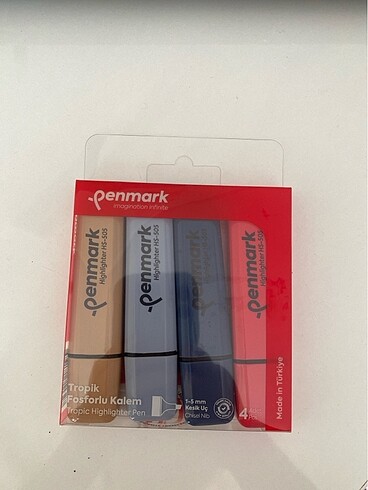 Penmark
imagination infinite
Penmark
Highlighter HS-505
Penmark
Highlighter HS-505
Penmark
Highlighter HS-505
Penmark
Highlighter HS-505
Tropik
Fosforlu Kalem
Tropic Highlighter Pen
1-5 mm
Kesik Uç
Chisel Nib
4
Made in Türkiye